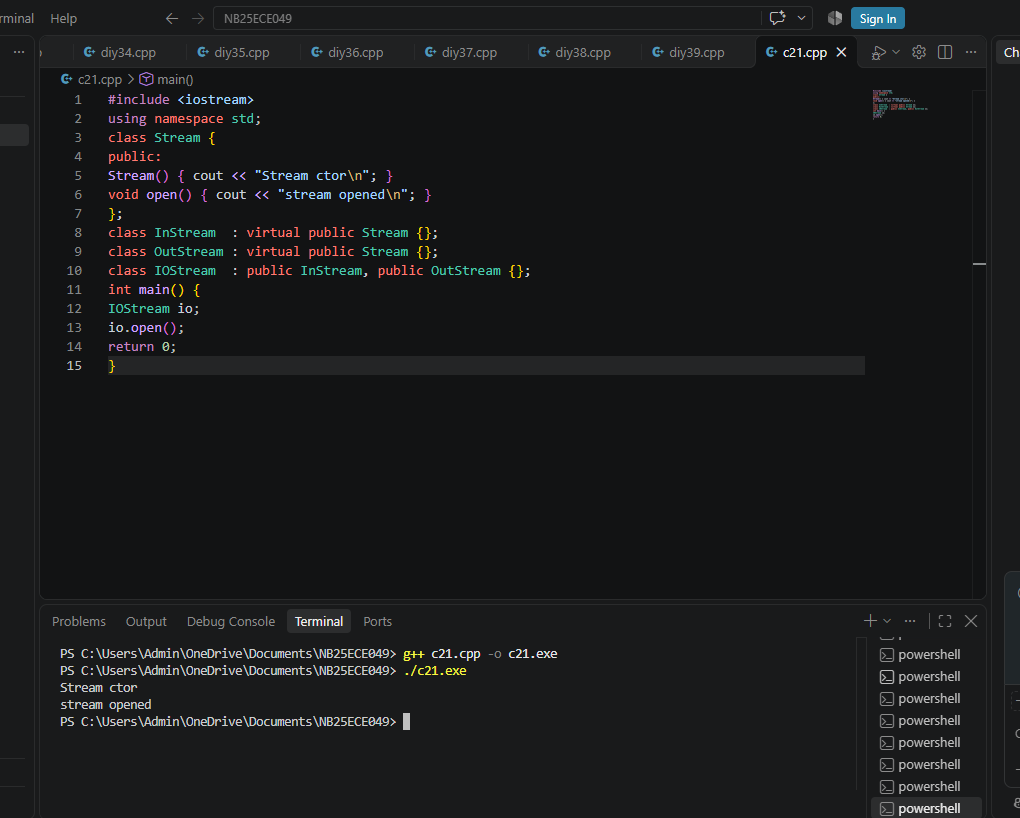 rminal Help NB25ECE049 Sign In
diy34.cpp diy35.cpp diy36.cpp diy37.cpp diy38.cpp diy39.cpp c21.cpp Ch
c21.cpp > main()
1 #include <iostream>
2 using namespace std;
3 class Stream {
4 public:
5 Stream() { cout << "Stream ctor\n"; }
6 void open() { cout << "stream opened\n"; }
7 };
8 class InStream  : virtual public Stream {};
9 class OutStream : virtual public Stream {};
10 class IOStream  : public InStream, public OutStream {};
11 int main() {
12 IOStream io;
13 io.open();
14 return 0;
15 }
Problems Output Debug Console Terminal Ports
PS C:\Users\Admin\OneDrive\Documents\NB25ECE049> g++ c21.cpp -o c21.exe
PS C:\Users\Admin\OneDrive\Documents\NB25ECE049> ./c21.exe
Stream ctor
stream opened
PS C:\Users\Admin\OneDrive\Documents\NB25ECE049>
powershell
powershell
powershell
powershell
powershell
powershell
powershell
powershell